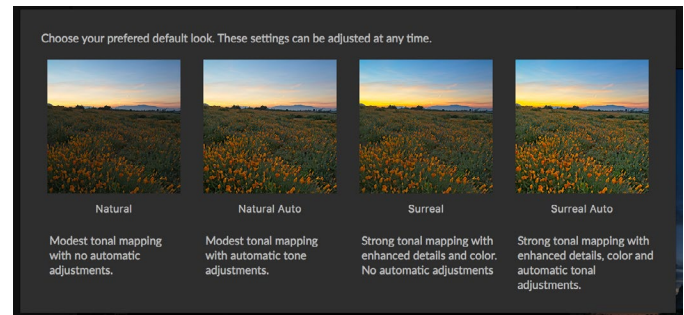 Choose your prefered default look. These settings can be adjusted at any time.
Natural
Natural Auto
Surreal
Surreal Auto
Modest tonal mapping
with no automatic
adjustments.
Modest tonal mapping
with automatic tone
adjustments.
Strong tonal mapping with
enhanced details and color.
No automatic adjustments
Strong tonal mapping with
enhanced details, color and
automatic tonal
adjustments.